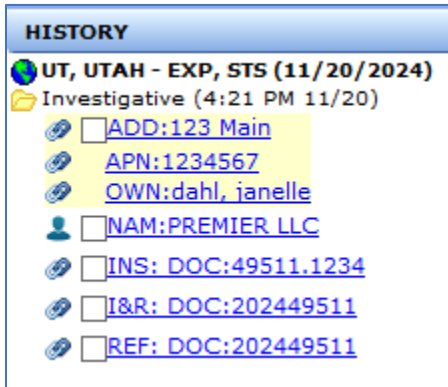 HISTORY
UT, UTAH - EXP, STS (11/20/2024)
Investigative (4:21 PM 11/20)
ADD:123 Main
APN:1234567
OWN:dahl, janelle
NAM:PREMIER LLC
INS: DOC:49511.1234
I&R: DOC:202449511
REF: DOC:202449511